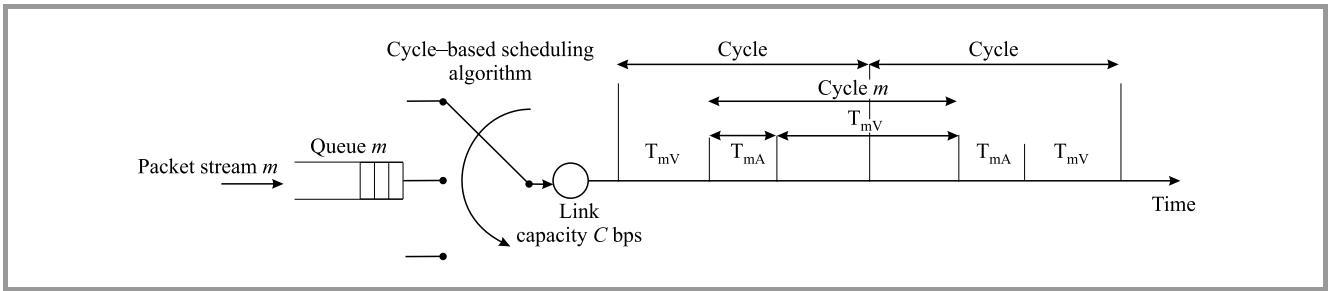 Cycle–based scheduling
algorithm
Cycle
Cycle
Cycle m
T_mV
Queue m
T_mV
T_mA
T_mA
T_mV
Packet stream m
Link
capacity C bps
Time